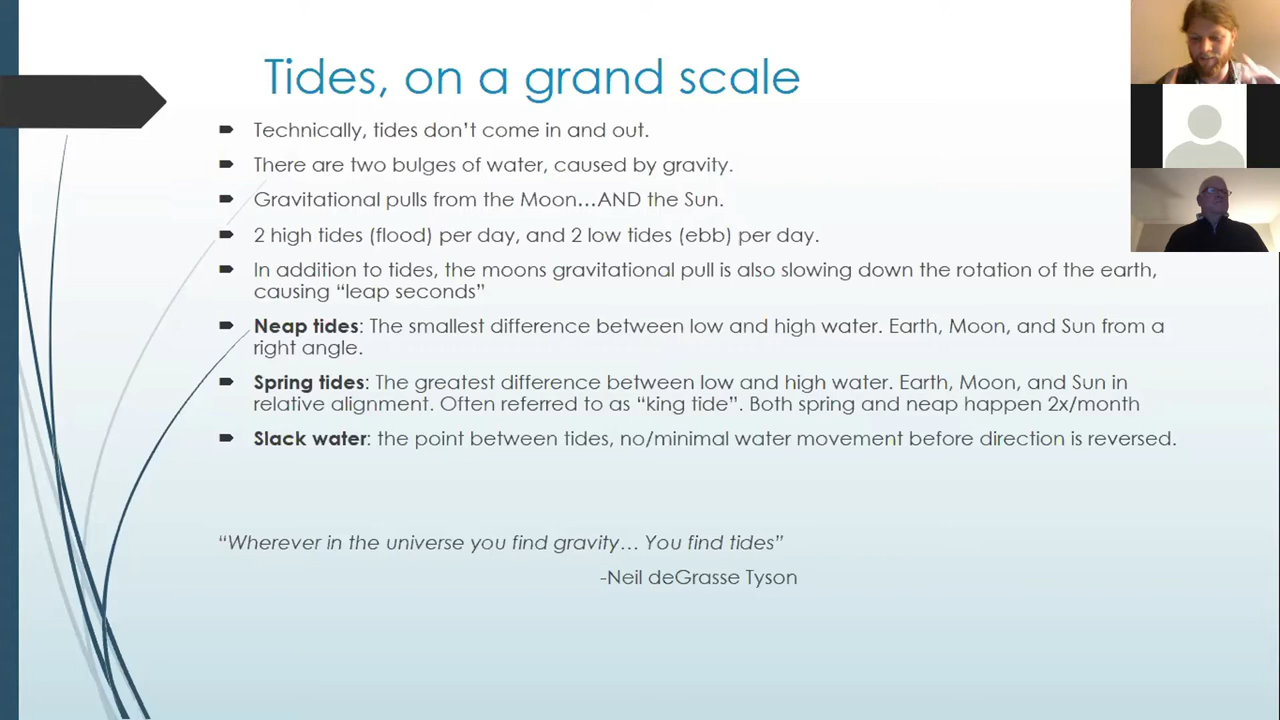 Tides, on a grand scale
Technically, tides don’t come in and out.
There are two bulges of water, caused by gravity.
Gravitational pulls from the Moon…AND the Sun.
2 high tides (flood) per day, and 2 low tides (ebb) per day.
In addition to tides, the moons gravitational pull is also slowing down the rotation of the earth,
causing “leap seconds”
Neap tides: The smallest difference between low and high water. Earth, Moon, and Sun from a
right angle.
Spring tides: The greatest difference between low and high water. Earth, Moon, and Sun in
relative alignment. Often referred to as “king tide”. Both spring and neap happen 2x/month
Slack water: the point between tides, no/minimal water movement before direction is reversed.
“Wherever in the universe you find gravity… You find tides”
-Neil deGrasse Tyson